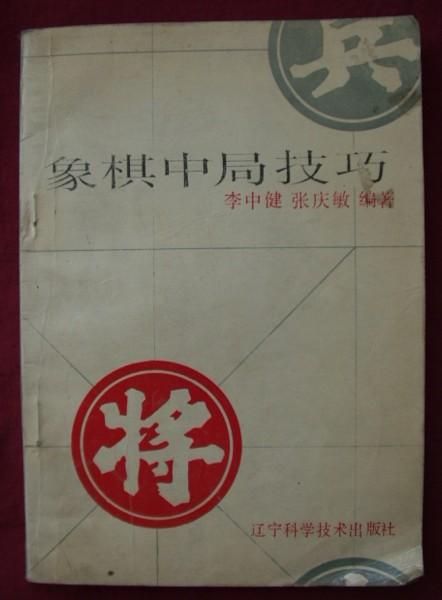 兵
象棋中局技巧
李中健 张庆敏 编著
将
辽宁科学技术出版社